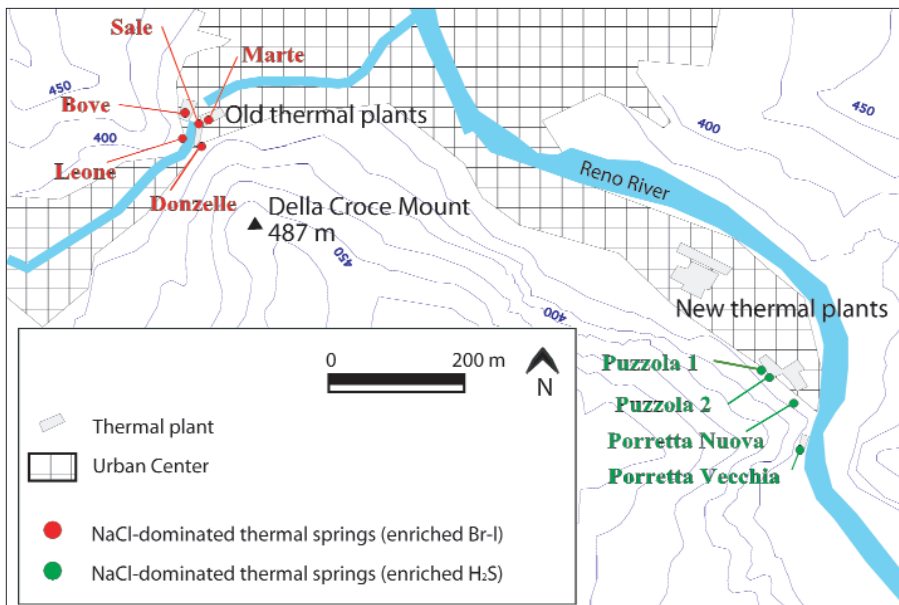 Sale
Marte
450
Bove
Old thermal plants
400
Leone
Donzelle
Della Croce Mount
487 m
450
400
450
Reno River
400
New thermal plants
Puzzola 1
Puzzola 2
Porretta Nuova
Porretta Vecchia
0 200 m
N
Thermal plant
Urban Center
NaCl-dominated thermal springs (enriched Br-I)
NaCl-dominated thermal springs (enriched H₂S)